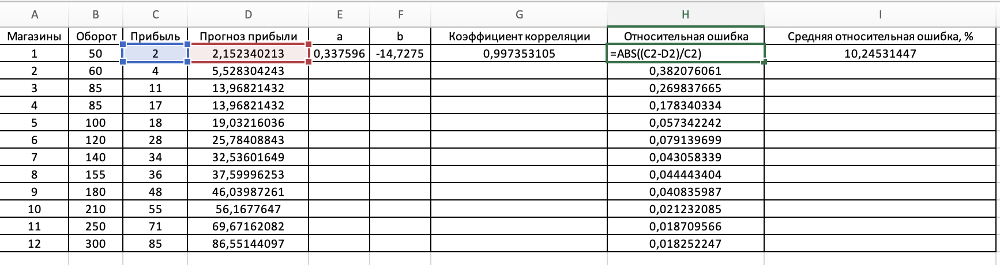 A B C D E F G H I
Магазины Оборот Прибыль Прогноз прибыли a b Коэффициент корреляции Относительная ошибка Средняя относительная ошибка, %
1 50 2 2,152340213 0,337596 -14,7275 0,997353105 =ABS((C2-D2)/C2) 10,24531447
2 60 4 5,528304243 0,382076061
3 85 11 13,96821432 0,269837665
4 85 17 13,96821432 0,178340334
5 100 18 19,03216036 0,057342242
6 120 28 25,78408843 0,079139699
7 140 34 32,53601649 0,043058339
8 155 36 37,59996253 0,044443404
9 180 48 46,03987261 0,040835987
10 210 55 56,1677647 0,021232085
11 250 71 69,67162082 0,018709566
12 300 85 86,55144097 0,018252247